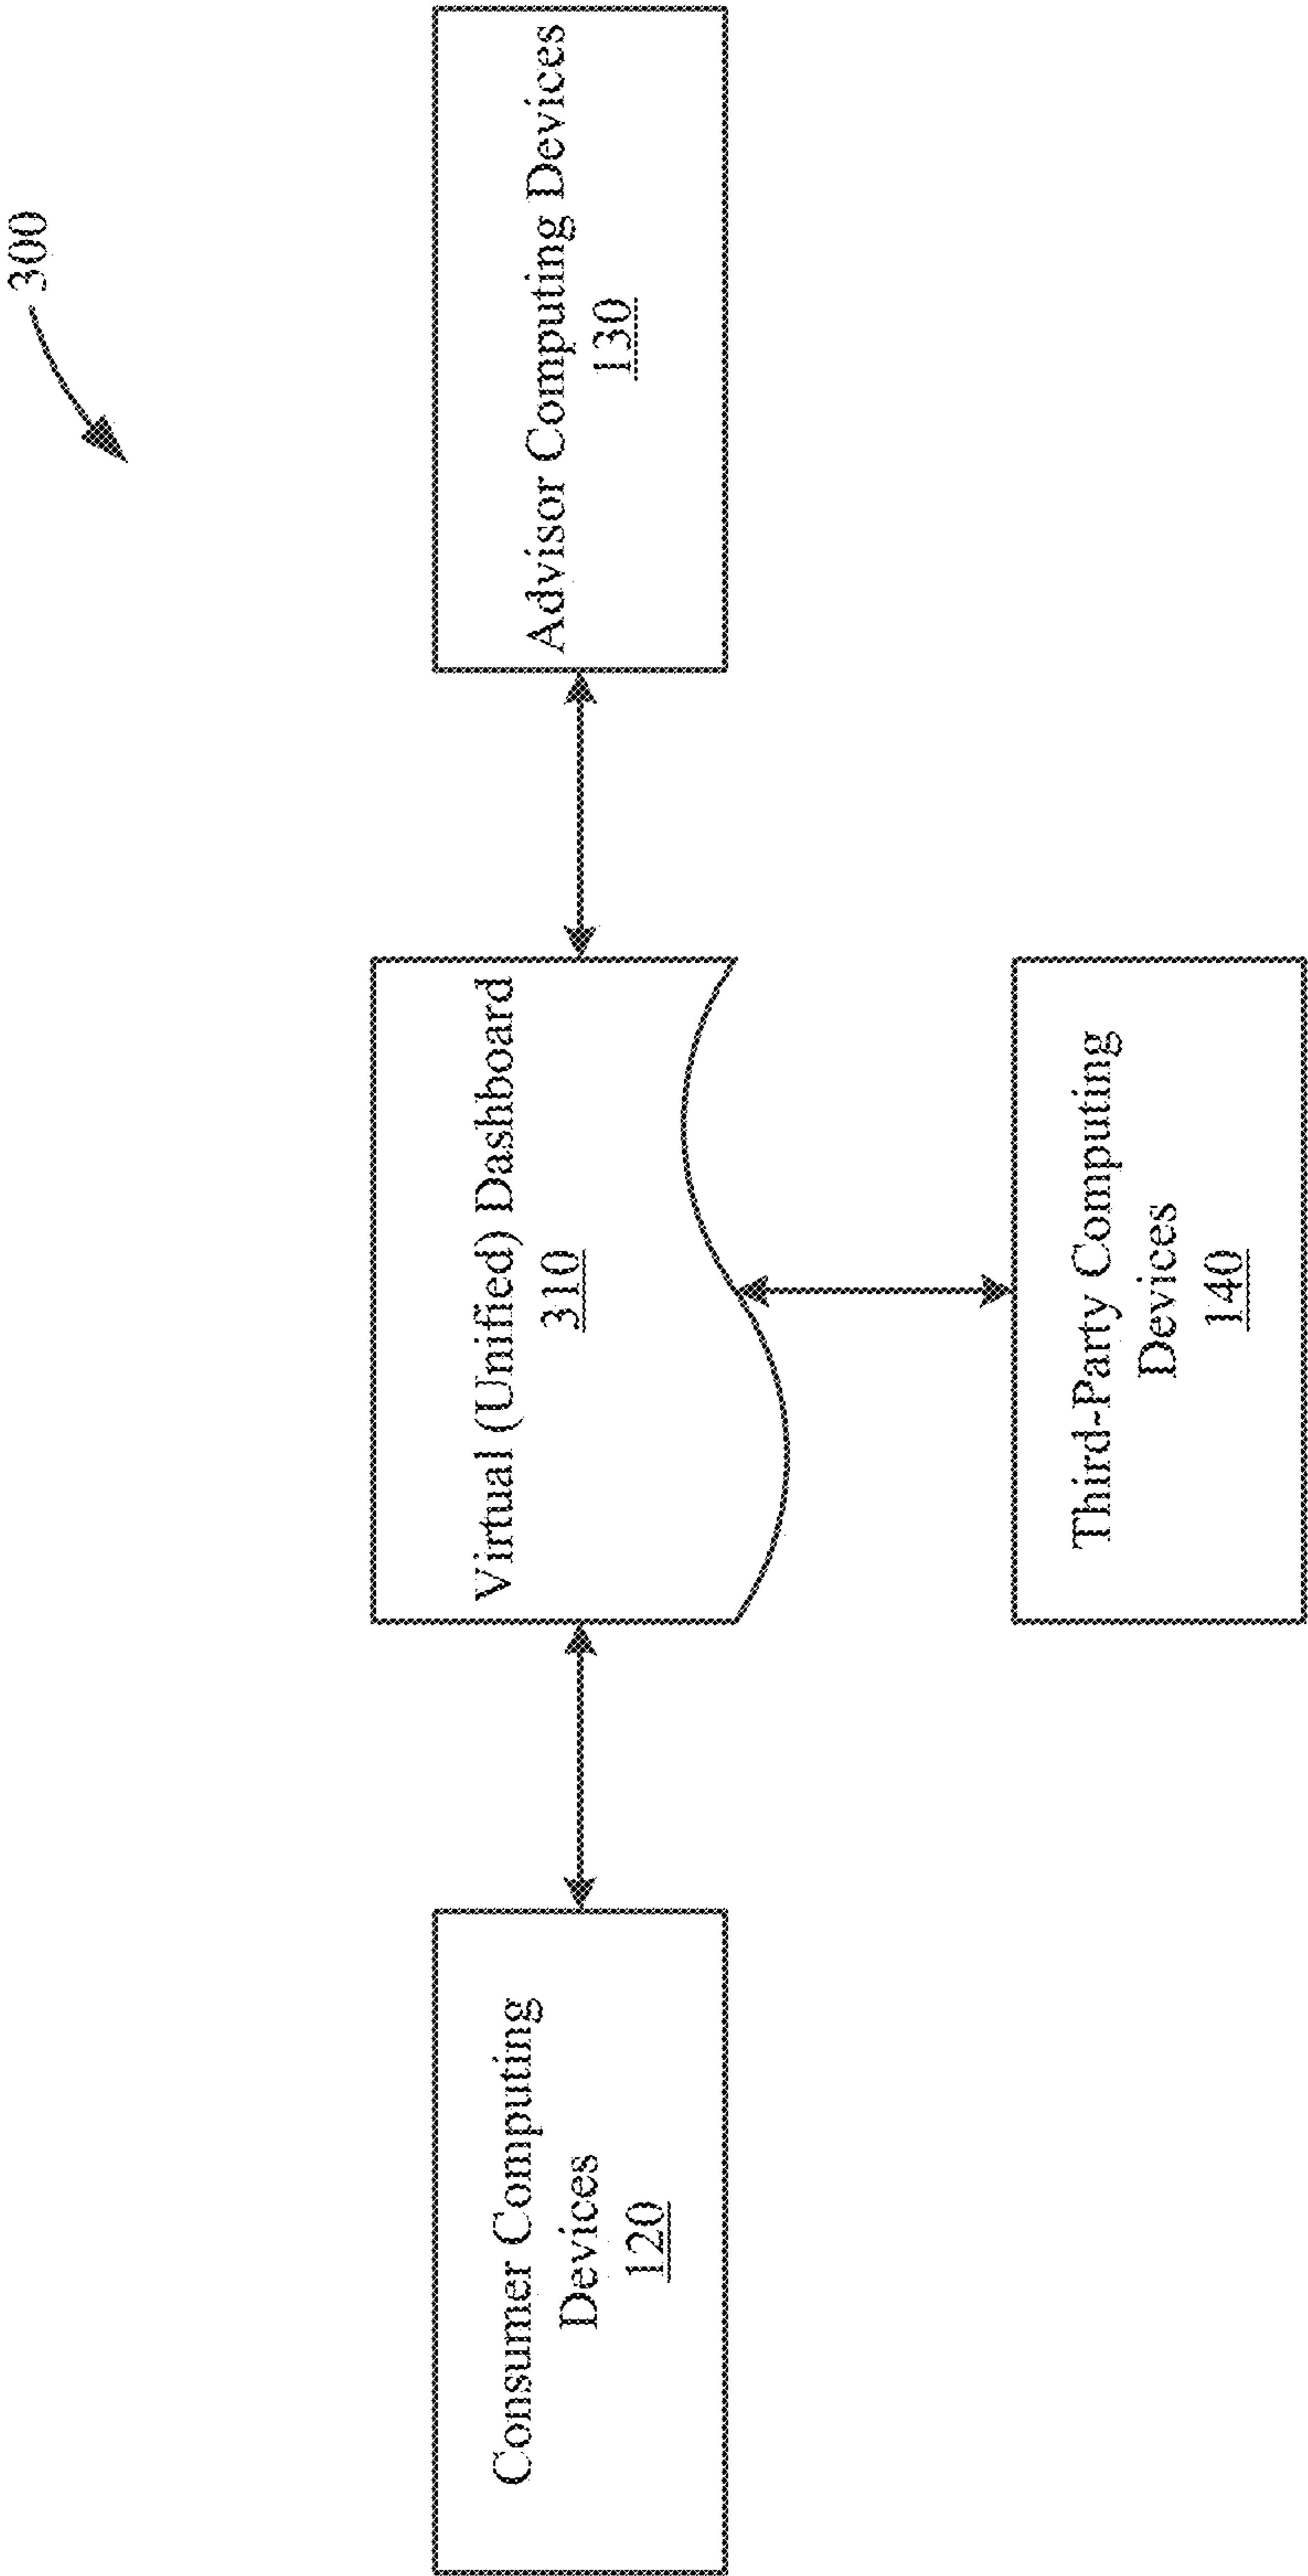 300
Consumer Computing
Devices
120
Virtual (Unified) Dashboard
310
Advisor Computing Devices
130
Third-Party Computing
Devices
140